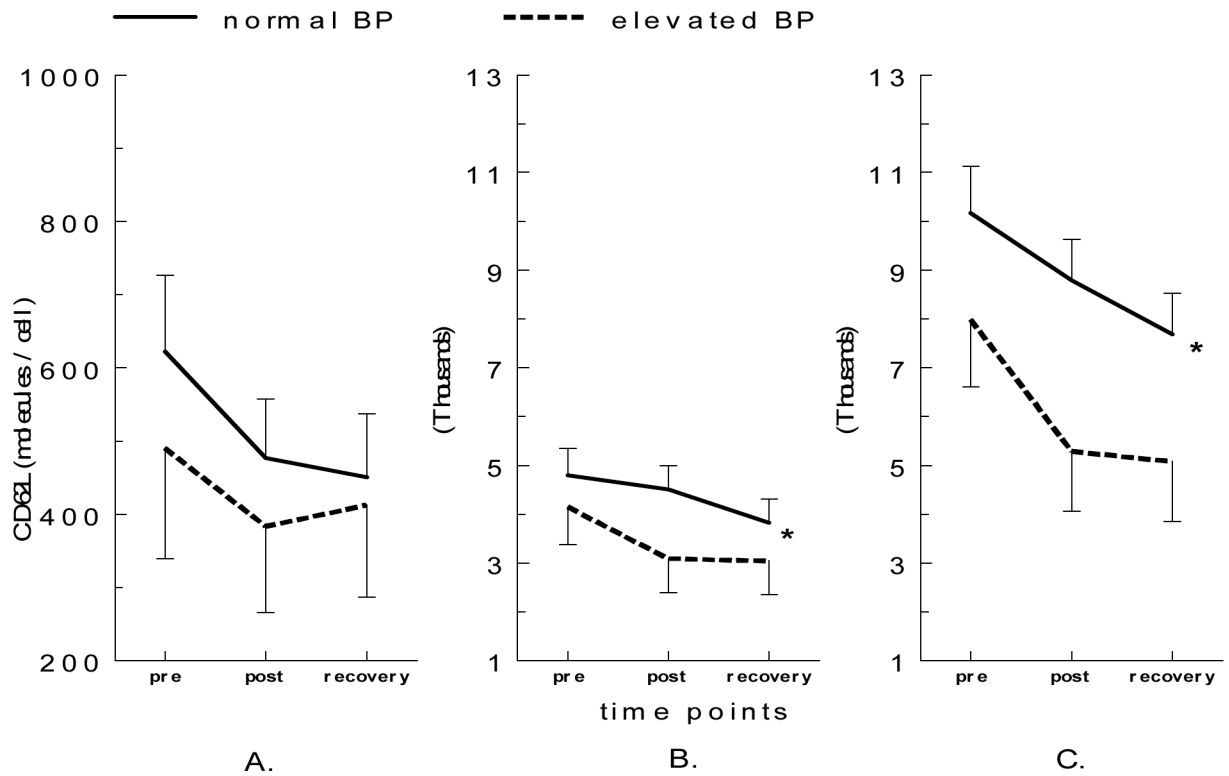 normal BP
elevated BP
CD62L (molecules / cell)
1000
800
600
400
200
pre post recovery
A.
(Thousands)
13
11
9
7
5
3
1
*
pre post recovery
time points
B.
(Thousands)
13
11
9
7
5
3
1
*
pre post recovery
C.